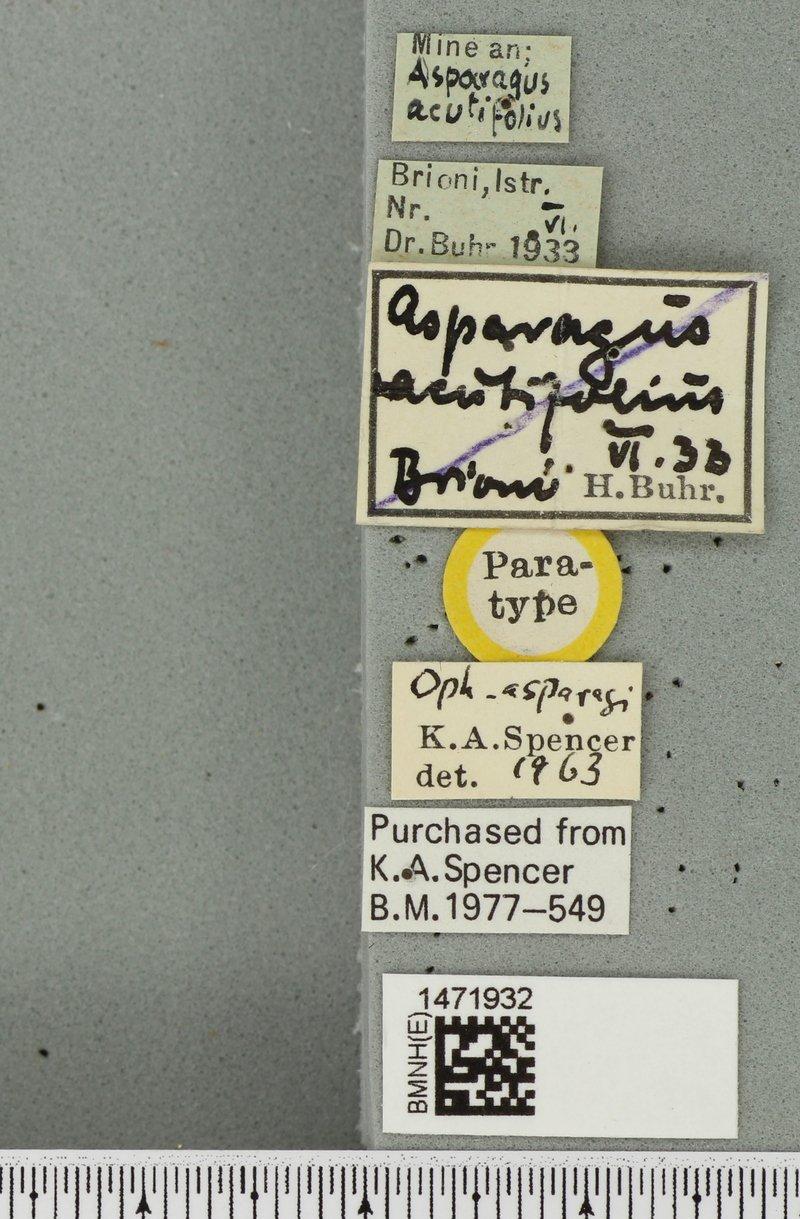 Mine an;
Asparagus
acutifolius
Brioni, Istr.
Nr. VI.
Dr. Buhr 1933
Asparagus
acutifolius
VI. 33
Brioni H. Buhr.
Para-
type
Oph. asparagi
K.A. Spencer
det. 1963
Purchased from
K.A. Spencer
B.M. 1977–549
1471932
BMNH(E)